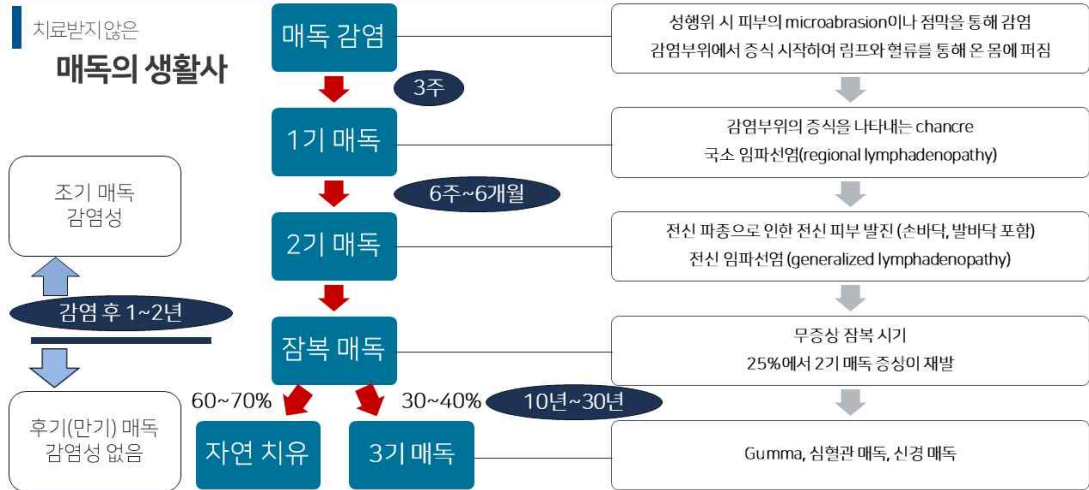 치료받지 않은
매독의 생활사
매독 감염
성행위 시 피부의 microabrasion이나 점막을 통해 감염
감염부위에서 증식 시작하여 림프와 혈류를 통해 온 몸에 퍼짐
3주
1기 매독
감염부위의 증식을 나타내는 chancre
국소 임파선염(regional lymphadenopathy)
6주~6개월
조기 매독
감염성
2기 매독
전신 파종으로 인한 전신 피부 발진 (손바닥, 발바닥 포함)
전신 임파선염 (generalized lymphadenopathy)
감염 후 1~2년
잠복 매독
무증상 잠복 시기
25%에서 2기 매독 증상이 재발
60~70%
30~40%
10년~30년
후기(만기) 매독
감염성 없음
자연 치유
3기 매독
Gumma, 심혈관 매독, 신경 매독